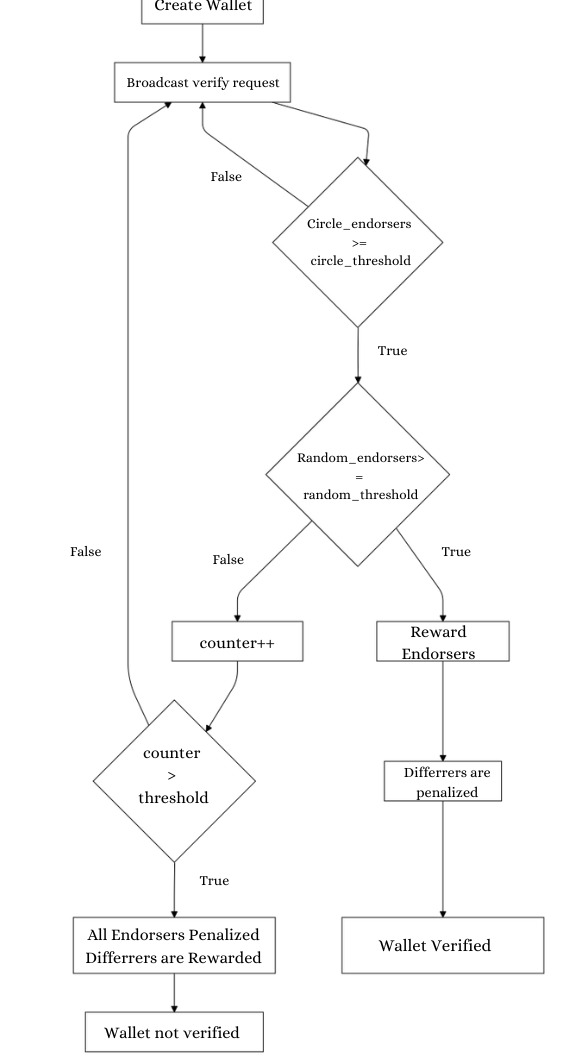 Create Wallet
Broadcast verify request
False
Circle_endorsers
>=
circle_threshold
True
Random_endorsers>
=
random_threshold
False
False
True
counter++
Reward
Endorsers
counter
>
threshold
Differrers are
penalized
True
All Endorsers Penalized
Differrers are Rewarded
Wallet Verified
Wallet not verified